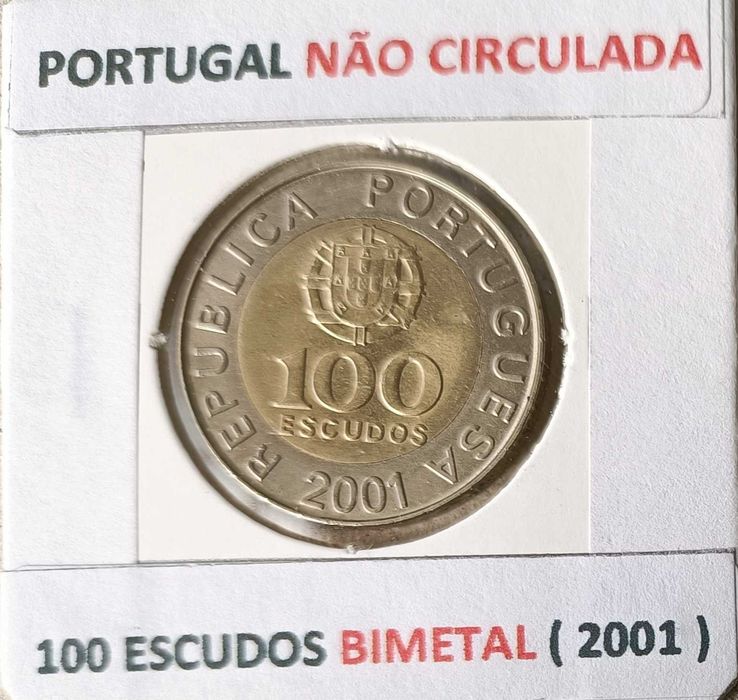 PORTUGAL NÃO CIRCULADA
REPUBLICA PORTUGUESA
100
ESCUDOS
2001
100 ESCUDOS BIMETAL ( 2001 )